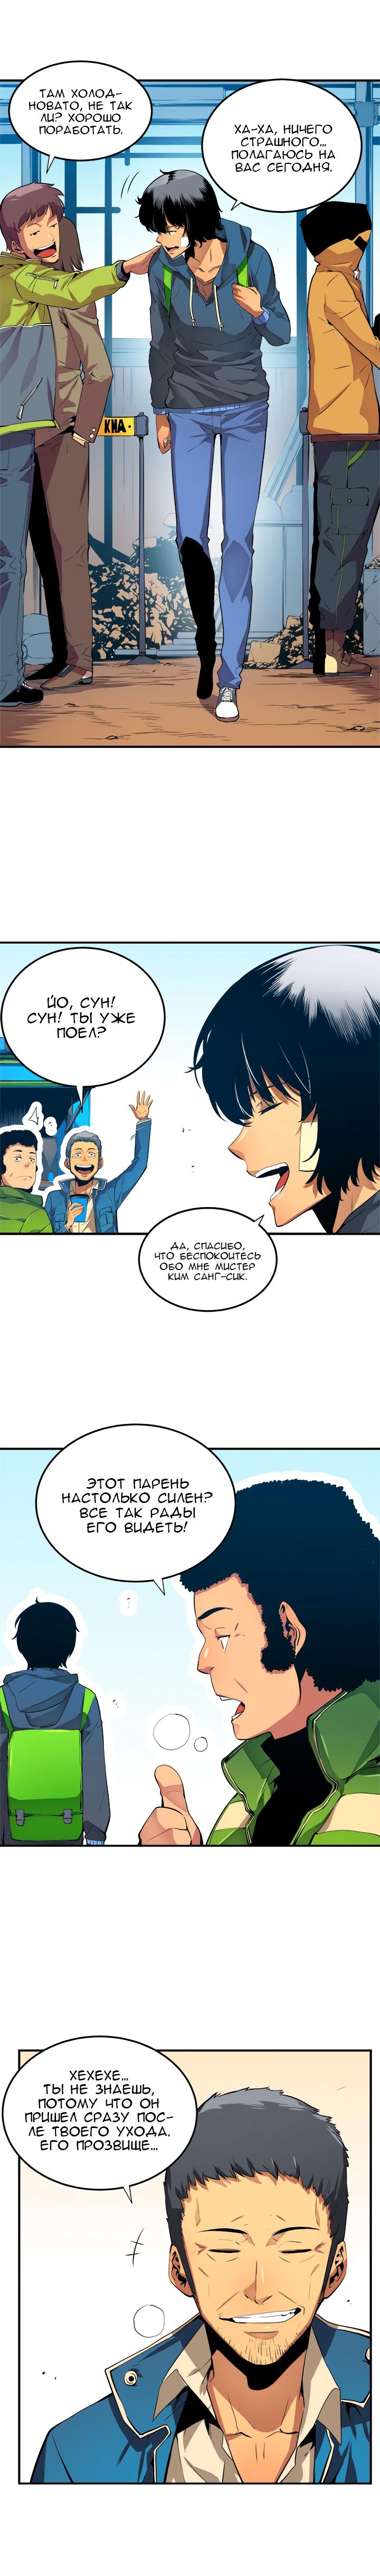 ТАМ ХОЛОД-
НОВАТО, НЕ ТАК
ЛИ? ХОРОШО
ПОРАБОТАТЬ.
ХА-ХА, НИЧЕГО
СТРАШНОГО...
ПОЛАГАЮСЬ НА
ВАС СЕГОДНЯ.
КНА
ЙО, СУН!
СУН! ТЫ УЖЕ
ПОЕЛ?
ДА, СПАСИБО,
ЧТО БЕСПОКОИТЕСЬ
ОБО МНЕ МИСТЕР
КИМ САНГ-СИК.
ЭТОТ ПАРЕНЬ
НАСТОЛЬКО СИЛЕН?
ВСЕ ТАК РАДЫ
ЕГО ВИДЕТЬ!
ХЕХЕХЕ...
ТЫ НЕ ЗНАЕШЬ,
ПОТОМУ ЧТО ОН
ПРИШЕЛ СРАЗУ ПОС-
ЛЕ ТВОЕГО УХОДА.
ЕГО ПРОЗВИЩЕ...